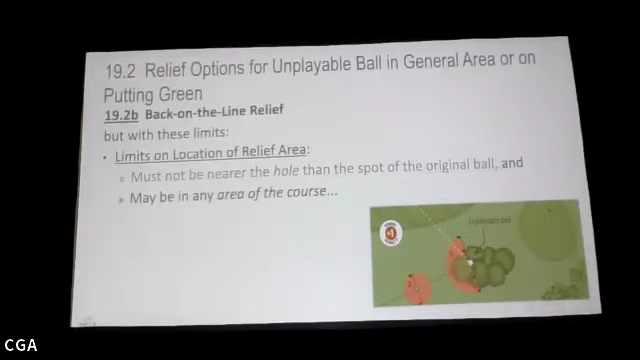 19.2 Relief Options for Unplayable Ball in General Area or on
Putting Green
19.2b Back-on-the-Line Relief
but with these limits:
• Limits on Location of Relief Area:
» Must not be nearer the hole than the spot of the original ball, and
» May be in any area of the course...
+1
CGA